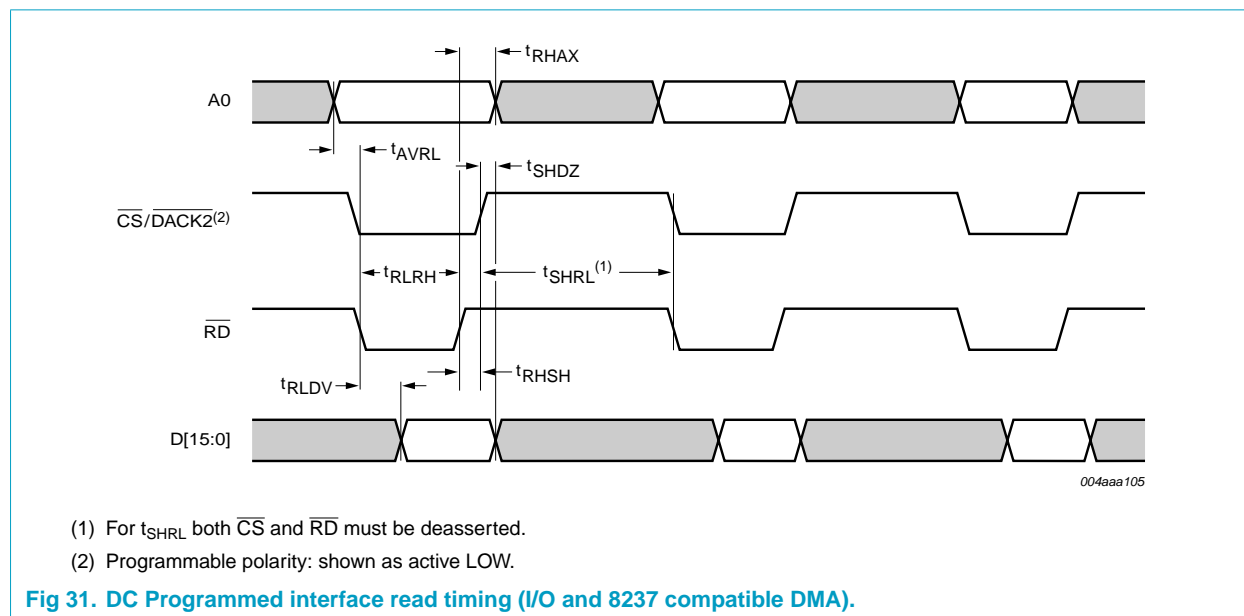 tRHAX
A0
tAVRL
tSHDZ
CS/DACK2(2)
tRLRH
tSHRL(1)
RD
tRHSH
tRLDV
D[15:0]
004aaa105
(1) For tSHRL both CS and RD must be deasserted.
(2) Programmable polarity: shown as active LOW.
Fig 31. DC Programmed interface read timing (I/O and 8237 compatible DMA).